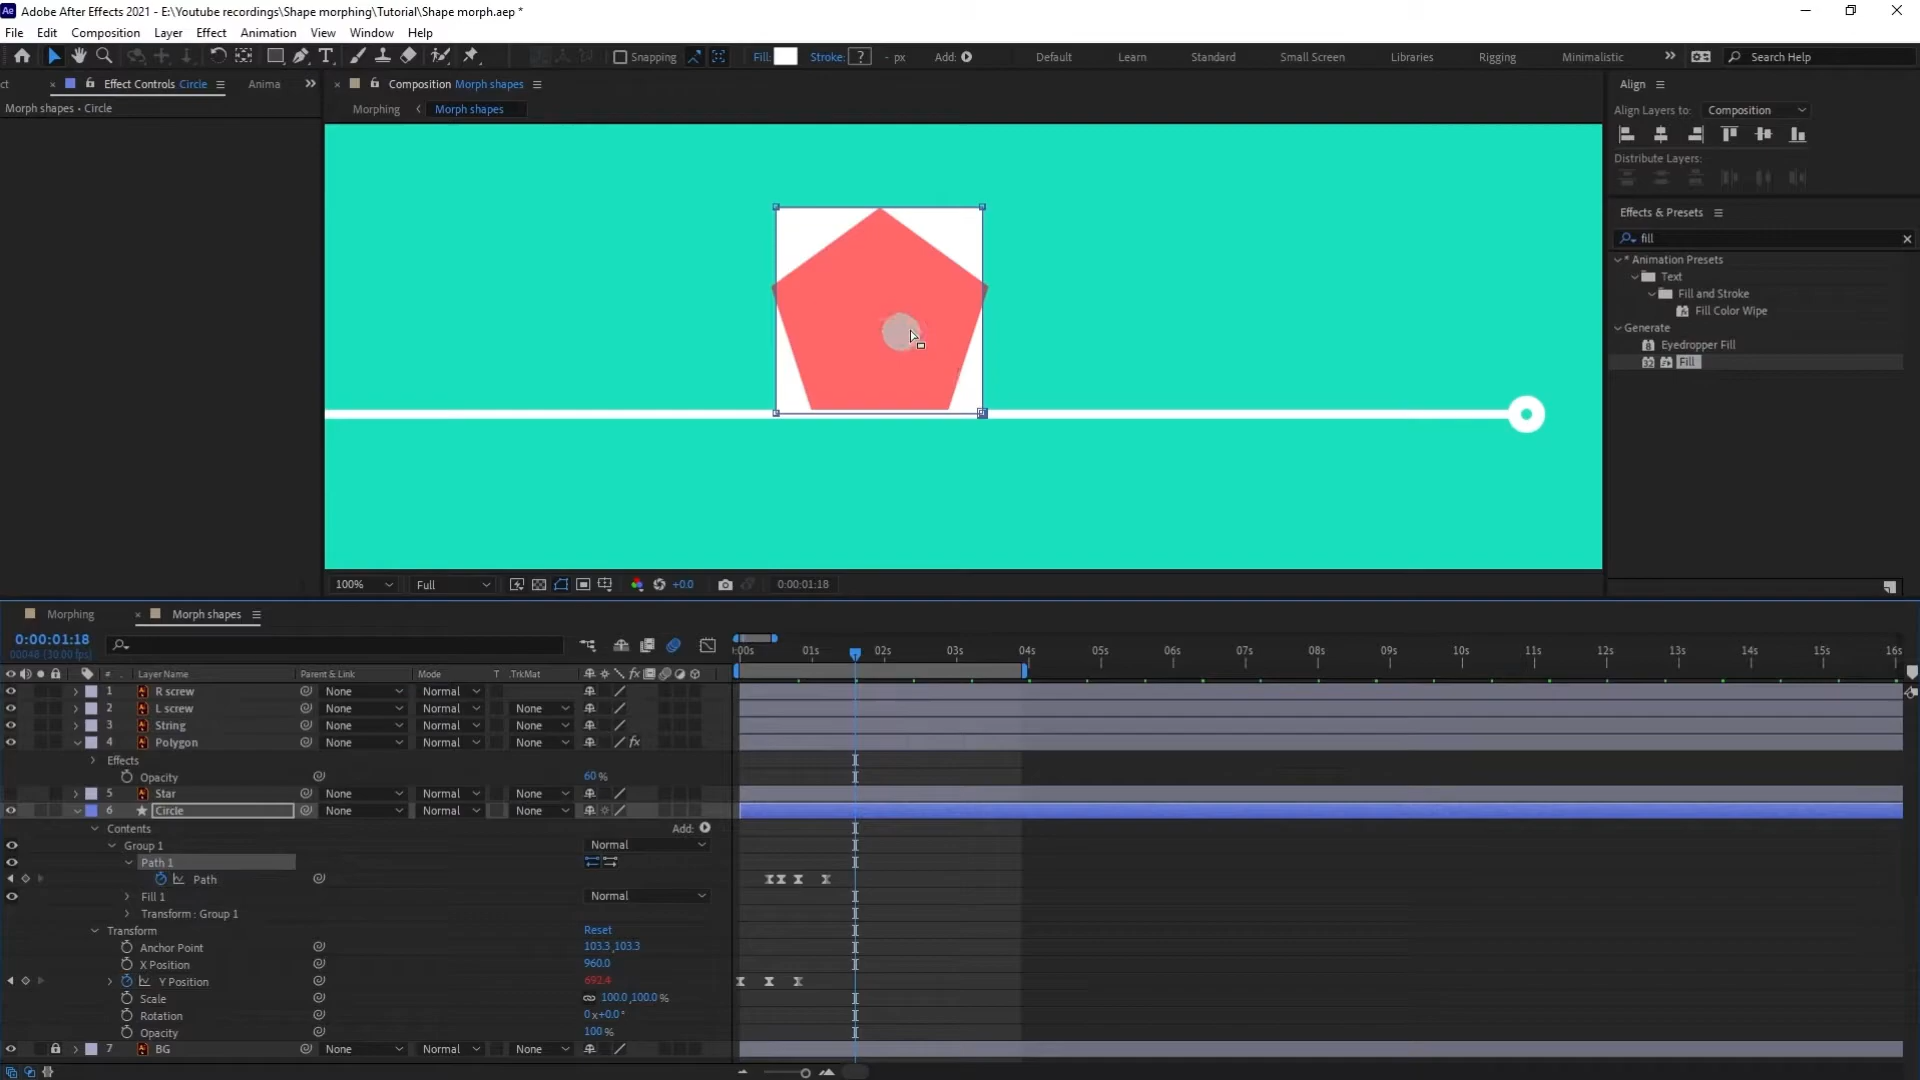 Ae Adobe After Effects 2021 - E:\Youtube recordings\Shape morphing\Tutorial\Shape morph.aep *
File Edit Composition Layer Effect Animation View Window Help
Snapping Fill: Stroke: ? - px Add: Default Learn Standard Small Screen Libraries Rigging Minimalistic Search Help
ct Effect Controls Circle Anima
Composition Morph shapes
Align
Morph shapes • Circle
Morphing Morph shapes
Align Layers to: Composition
Distribute Layers:
Effects & Presets
fill
* Animation Presets
Text
Fill and Stroke
Fill Color Wipe
Generate
Eyedropper Fill
Fill
100% Full +0.0 0:00:01:18
Morphing Morph shapes
0:00:01:18
00048 (30.00 fps)
:00s 01s 02s 03s 04s 05s 06s 07s 08s 09s 10s 11s 12s 13s 14s 15s 16s
# Layer Name Parent & Link Mode T .TrkMat
1 R screw None Normal
2 L screw None Normal None
3 String None Normal None
4 Polygon None Normal None
Effects
Opacity 60 %
5 Star None Normal None
6 Circle None Normal None
Contents Add:
Group 1 Normal
Path 1
Path
Fill 1 Normal
Transform : Group 1
Transform Reset
Anchor Point 103.3,103.3
X Position 960.0
Y Position 692.4
Scale 100.0,100.0 %
Rotation 0x+0.0°
Opacity 100 %
7 BG None Normal None